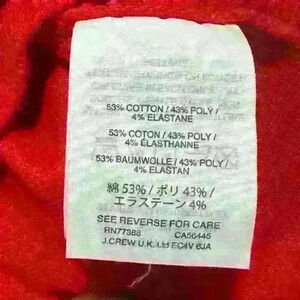 53% COTTON / 43% POLY /
4% ELASTANE
53% COTON / 43% POLY /
4% ELASTHANNE
53% BAUMWOLLE / 43% POLY /
4% ELASTAN
綿 53% / ポリ 43% /
エラステーン 4%
SEE REVERSE FOR CARE
RN77388 CA56445
J.CREW U.K. Ltd EC4V 6JA